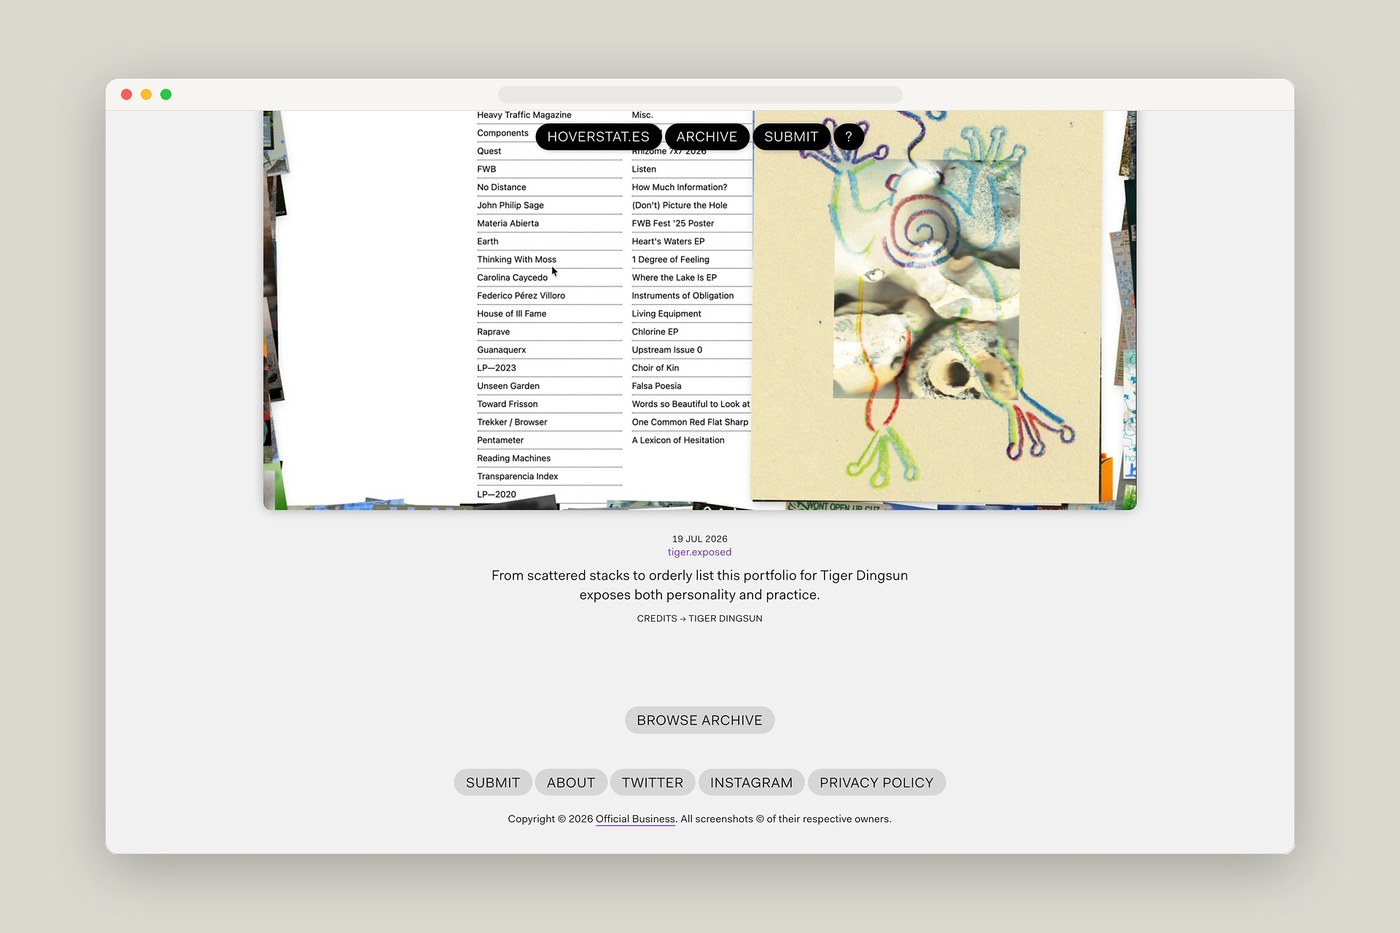 HOVERSTAT.ES
ARCHIVE
SUBMIT
?
Heavy Traffic Magazine
Components
Quest
FWB
No Distance
John Philip Sage
Materia Abierta
Earth
Thinking With Moss
Carolina Caycedo
Federico Pérez Villoro
House of Ill Fame
Raprave
Guanaquerx
LP—2023
Unseen Garden
Toward Frisson
Trekker / Browser
Pentameter
Reading Machines
Transparencia Index
LP—2020
Misc.
Rhizome 7x7 2026
Listen
How Much Information?
(Don't) Picture the Hole
FWB Fest '25 Poster
Heart's Waters EP
1 Degree of Feeling
Where the Lake Is EP
Instruments of Obligation
Living Equipment
Chlorine EP
Upstream Issue 0
Choir of Kin
Falsa Poesia
Words so Beautiful to Look at
One Common Red Flat Sharp
A Lexicon of Hesitation
19 JUL 2026
tiger.exposed
From scattered stacks to orderly list this portfolio for Tiger Dingsun
exposes both personality and practice.
CREDITS → TIGER DINGSUN
BROWSE ARCHIVE
SUBMIT
ABOUT
TWITTER
INSTAGRAM
PRIVACY POLICY
Copyright © 2026 Official Business. All screenshots © of their respective owners.